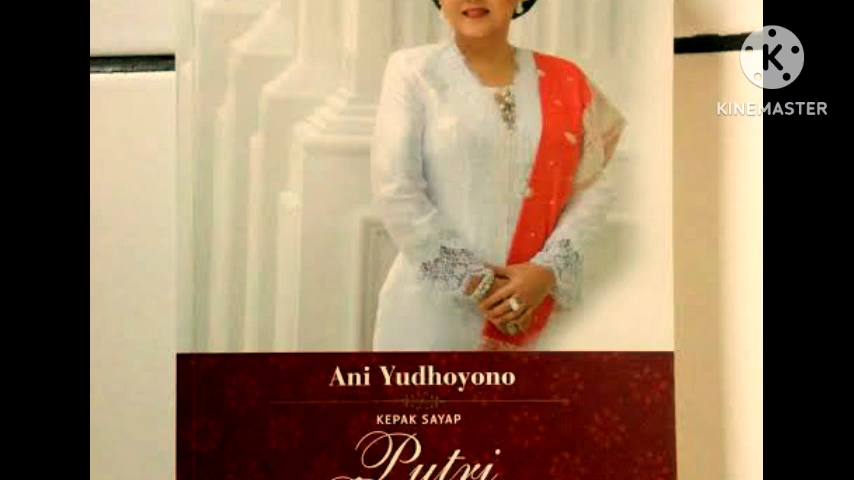 K
KINEMASTER
Ani Yudhoyono
KEPAK SAYAP
Putri